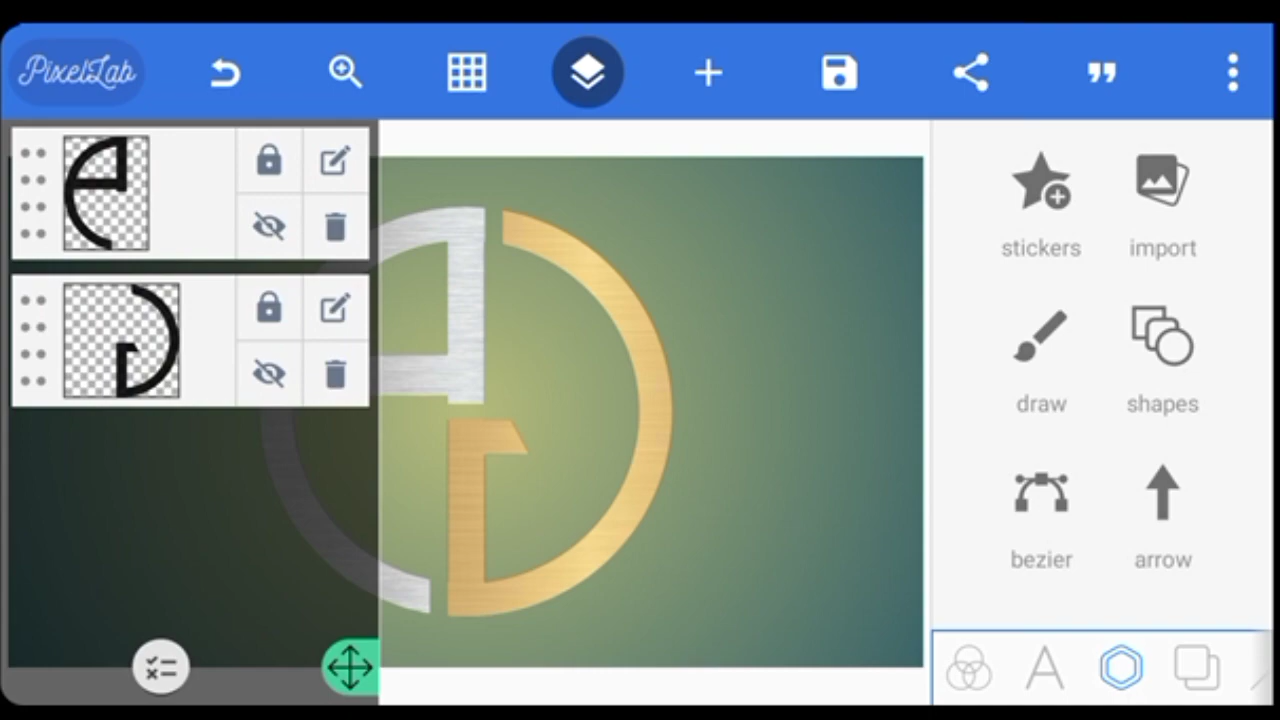 PixelLab
stickers
import
draw
shapes
bezier
arrow